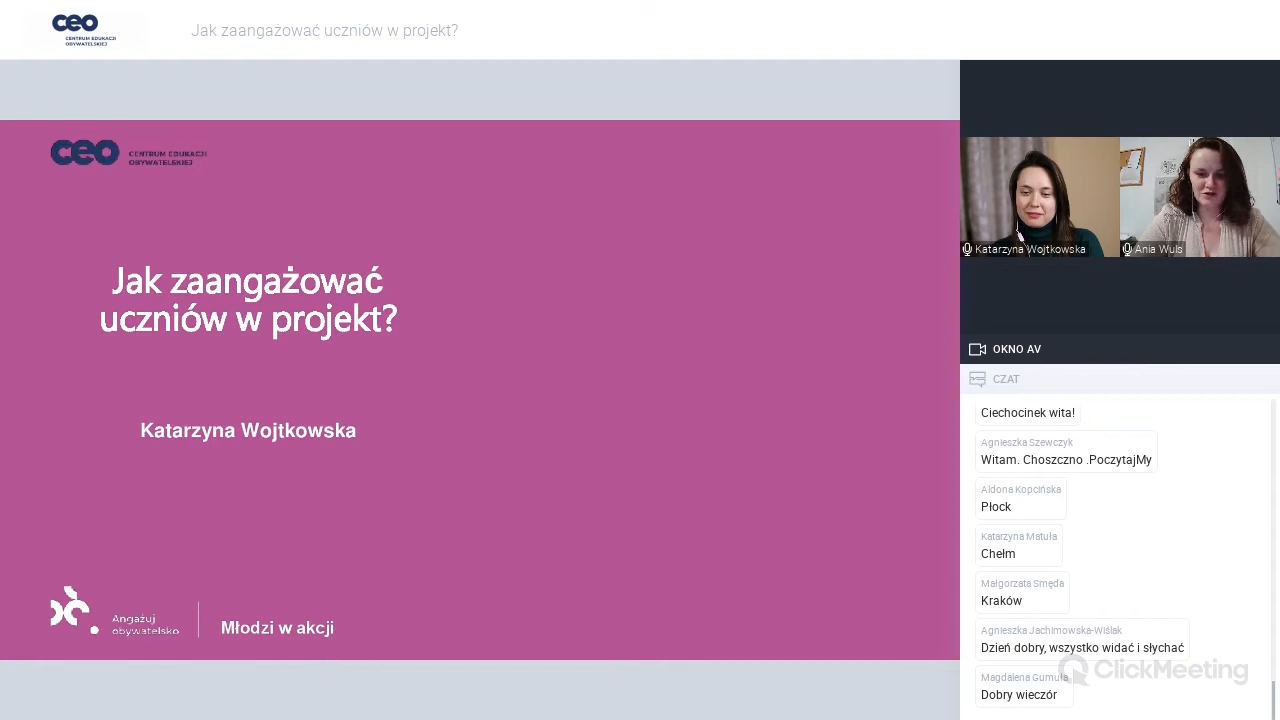 ceo
CENTRUM EDUKACJI
OBYWATELSKIEJ
Jak zaangażować uczniów w projekt?
ceo
CENTRUM EDUKACJI
OBYWATELSKIEJ
Jak zaangażować
uczniów w projekt?
Katarzyna Wojtkowska
Angażuj
obywatelsko
Młodzi w akcji
Katarzyna Wojtkowska
Ania Wuls
OKNO AV
CZAT
Ciechocinek wita!
Agnieszka Szewczyk
Witam. Choszczno .PoczytajMy
Aldona Kopcińska
Płock
Katarzyna Matuła
Chełm
Małgorzata Smęda
Kraków
Agnieszka Jachimowska-Wiślak
Dzień dobry, wszystko widać i słychać
ClickMeeting
Magdalena Gumuła
Dobry wieczór